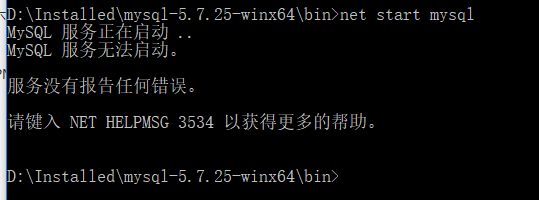 D:\Installed\mysql-5.7.25-winx64\bin>net start mysql
MySQL 服务正在启动 ..
MySQL 服务无法启动。
服务没有报告任何错误。
请键入 NET HELPMSG 3534 以获得更多的帮助。
D:\Installed\mysql-5.7.25-winx64\bin>